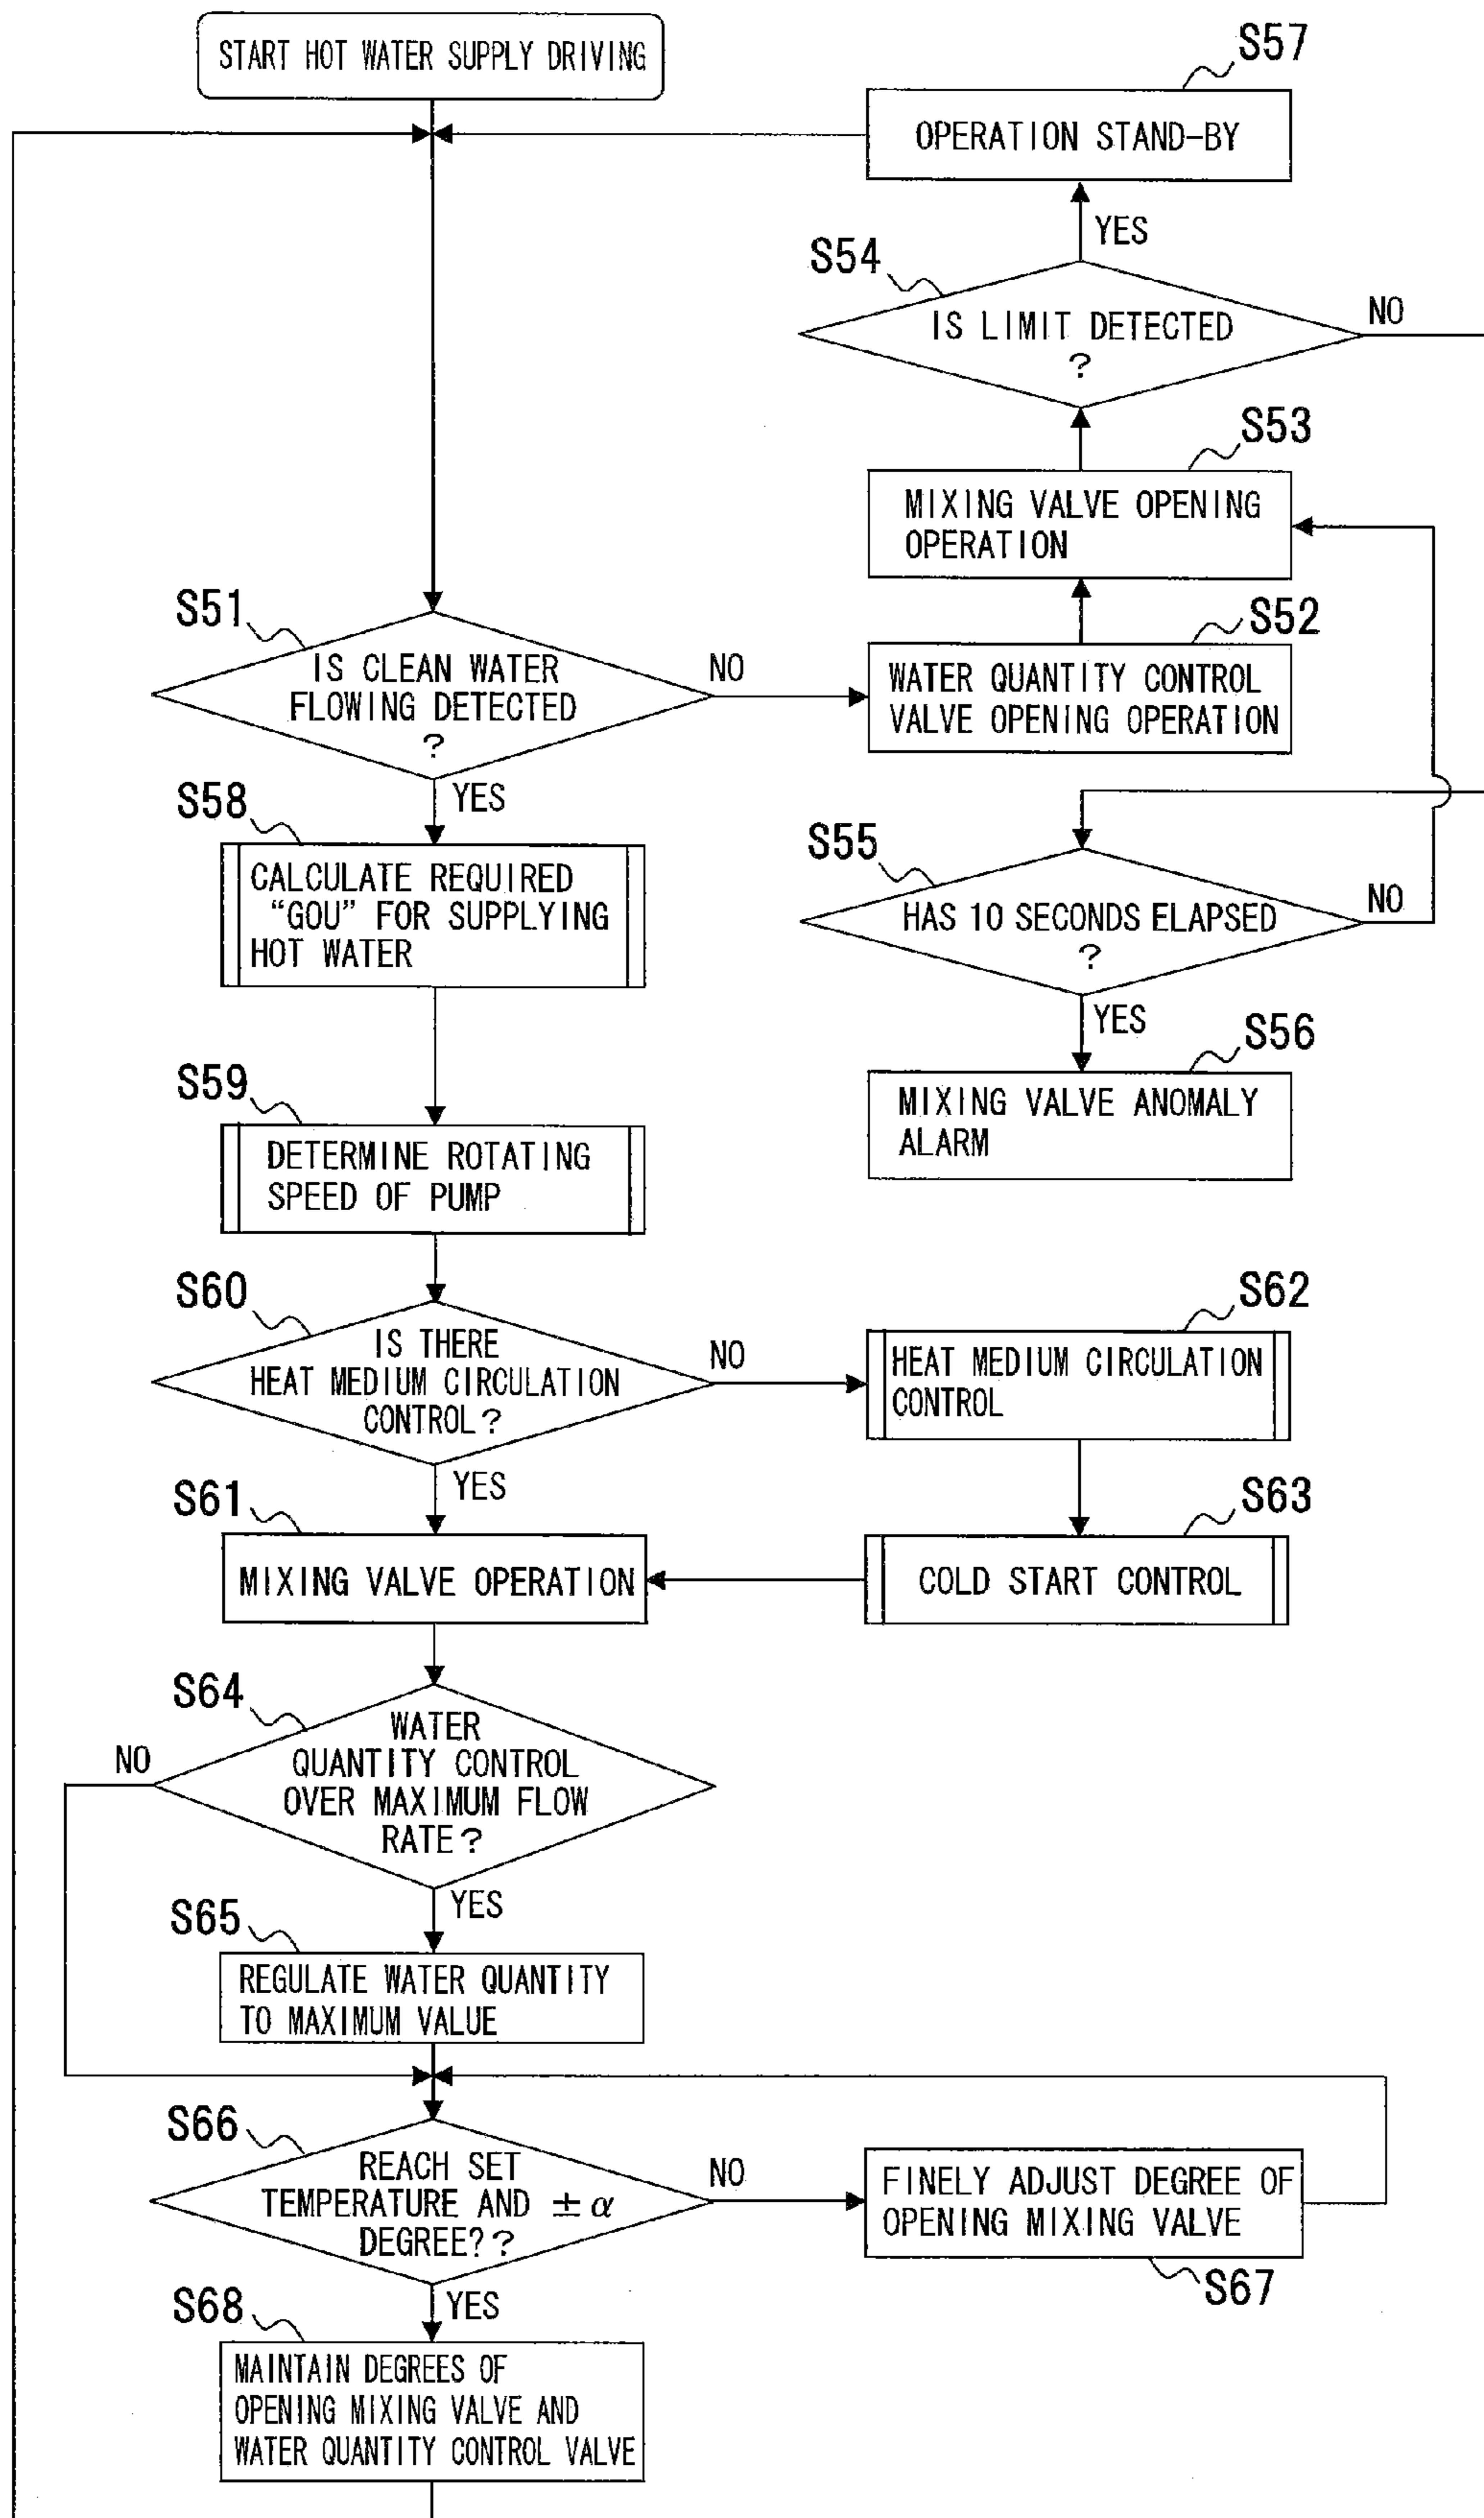 START HOT WATER SUPPLY DRIVING
S57
OPERATION STAND-BY
YES
S54
IS LIMIT DETECTED
?
NO
S53
MIXING VALVE OPENING
OPERATION
S51
IS CLEAN WATER
FLOWING DETECTED
?
NO
S52
WATER QUANTITY CONTROL
VALVE OPENING OPERATION
YES
S58
CALCULATE REQUIRED
“GOU” FOR SUPPLYING
HOT WATER
S55
HAS 10 SECONDS ELAPSED
?
NO
YES
S56
MIXING VALVE ANOMALY
ALARM
S59
DETERMINE ROTATING
SPEED OF PUMP
S60
IS THERE
HEAT MEDIUM CIRCULATION
CONTROL?
NO
S62
HEAT MEDIUM CIRCULATION
CONTROL
YES
S61
MIXING VALVE OPERATION
S63
COLD START CONTROL
S64
WATER
QUANTITY CONTROL
OVER MAXIMUM FLOW
RATE?
NO
YES
S65
REGULATE WATER QUANTITY
TO MAXIMUM VALUE
S66
REACH SET
TEMPERATURE AND ±α
DEGREE??
NO
FINELY ADJUST DEGREE OF
OPENING MIXING VALVE
S67
YES
S68
MAINTAIN DEGREES OF
OPENING MIXING VALVE AND
WATER QUANTITY CONTROL VALVE